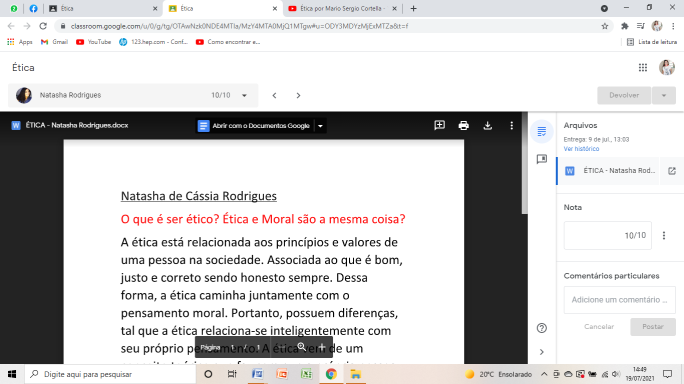 Ética
Ética
Ética por Mario Sergio Cortella -
classroom.google.com/u/0/g/tg/OTAwNzk0NDE4MTIa/MzY4MTA0MjQ1MTgw#u=ODY3MDYzMjExMTZa&t=f
Apps Gmail YouTube 123.hep.com - Conf... Como encontrar e... Lista de leitura
Ética
Natasha Rodrigues 10/10 Devolver
ÉTICA - Natasha Rodrigues.docx Abrir com o Documentos Google
Natasha de Cássia Rodrigues
O que é ser ético? Ética e Moral são a mesma coisa?
A ética está relacionada aos princípios e valores de
uma pessoa na sociedade. Associada ao que é bom,
justo e correto sendo honesto sempre. Dessa
forma, a ética caminha juntamente com o
pensamento moral. Portanto, possuem diferenças,
tal que a ética relaciona-se inteligentemente com
seu próprio pensamento. A ética vem de um
Página
Arquivos
Entrega: 9 de jul., 13:03
Ver histórico
ÉTICA - Natasha Rod...
Nota
10/10
Comentários particulares
Adicione um comentário ...
Cancelar Postar
Digite aqui para pesquisar
20°C Ensolarado
14:49
19/07/2021